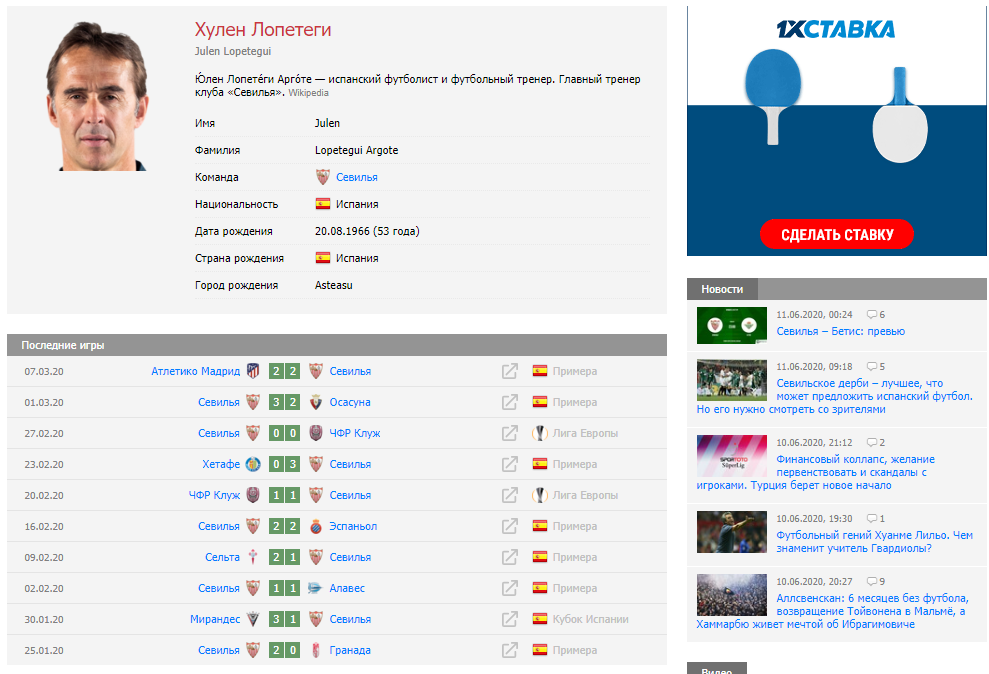 Хулен Лопетеги
Julen Lopetegui
Ю́лен Лопете́ги Арго́те — испанский футболист и футбольный тренер. Главный тренер
клуба «Севилья». Wikipedia
Имя Julen
Фамилия Lopetegui Argote
Команда Севилья
Национальность Испания
Дата рождения 20.08.1966 (53 года)
Страна рождения Испания
Город рождения Asteasu
Последние игры
07.03.20 Атлетико Мадрид 2 2 Севилья Примера
01.03.20 Севилья 3 2 Осасуна Примера
27.02.20 Севилья 0 0 ЧФР Клуж Лига Европы
23.02.20 Хетафе 0 3 Севилья Примера
20.02.20 ЧФР Клуж 1 1 Севилья Лига Европы
16.02.20 Севилья 2 2 Эспаньол Примера
09.02.20 Сельта 2 1 Севилья Примера
02.02.20 Севилья 1 1 Алавес Примера
30.01.20 Мирандес 3 1 Севилья Кубок Испании
25.01.20 Севилья 2 0 Гранада Примера
1XСТАВКА
СДЕЛАТЬ СТАВКУ
Новости
11.06.2020, 00:24 6
Севилья – Бетис: превью
11.06.2020, 09:18 5
Севильское дерби – лучшее, что
может предложить испанский футбол.
Но его нужно смотреть со зрителями
10.06.2020, 21:12 2
SPORTOTO
SüperLig
Финансовый коллапс, желание
первенствовать и скандалы с
игроками. Турция берет новое начало
10.06.2020, 19:30 1
Футбольный гений Хуанме Лильо. Чем
знаменит учитель Гвардиолы?
10.06.2020, 20:27 9
Аллсвенскан: 6 месяцев без футбола,
возвращение Тойвонена в Мальмё, а
Хаммарбю живет мечтой об Ибрагимовиче
Видео